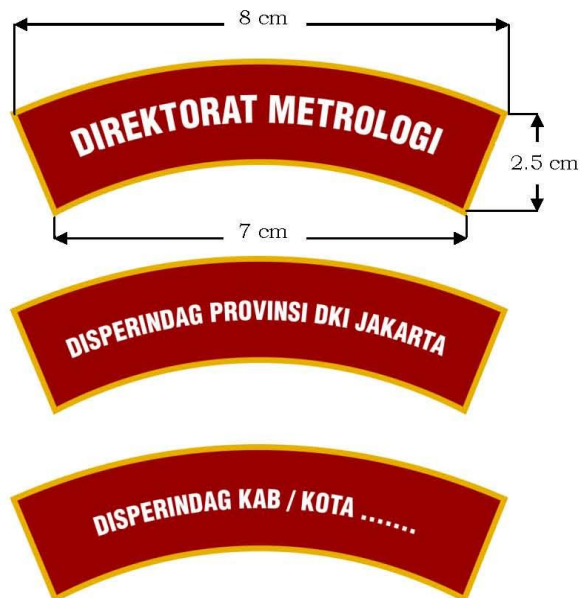 8 cm
DIREKTORAT METROLOGI
2.5 cm
7 cm
DISPERINDAG PROVINSI DKI JAKARTA
DISPERINDAG KAB / KOTA .......